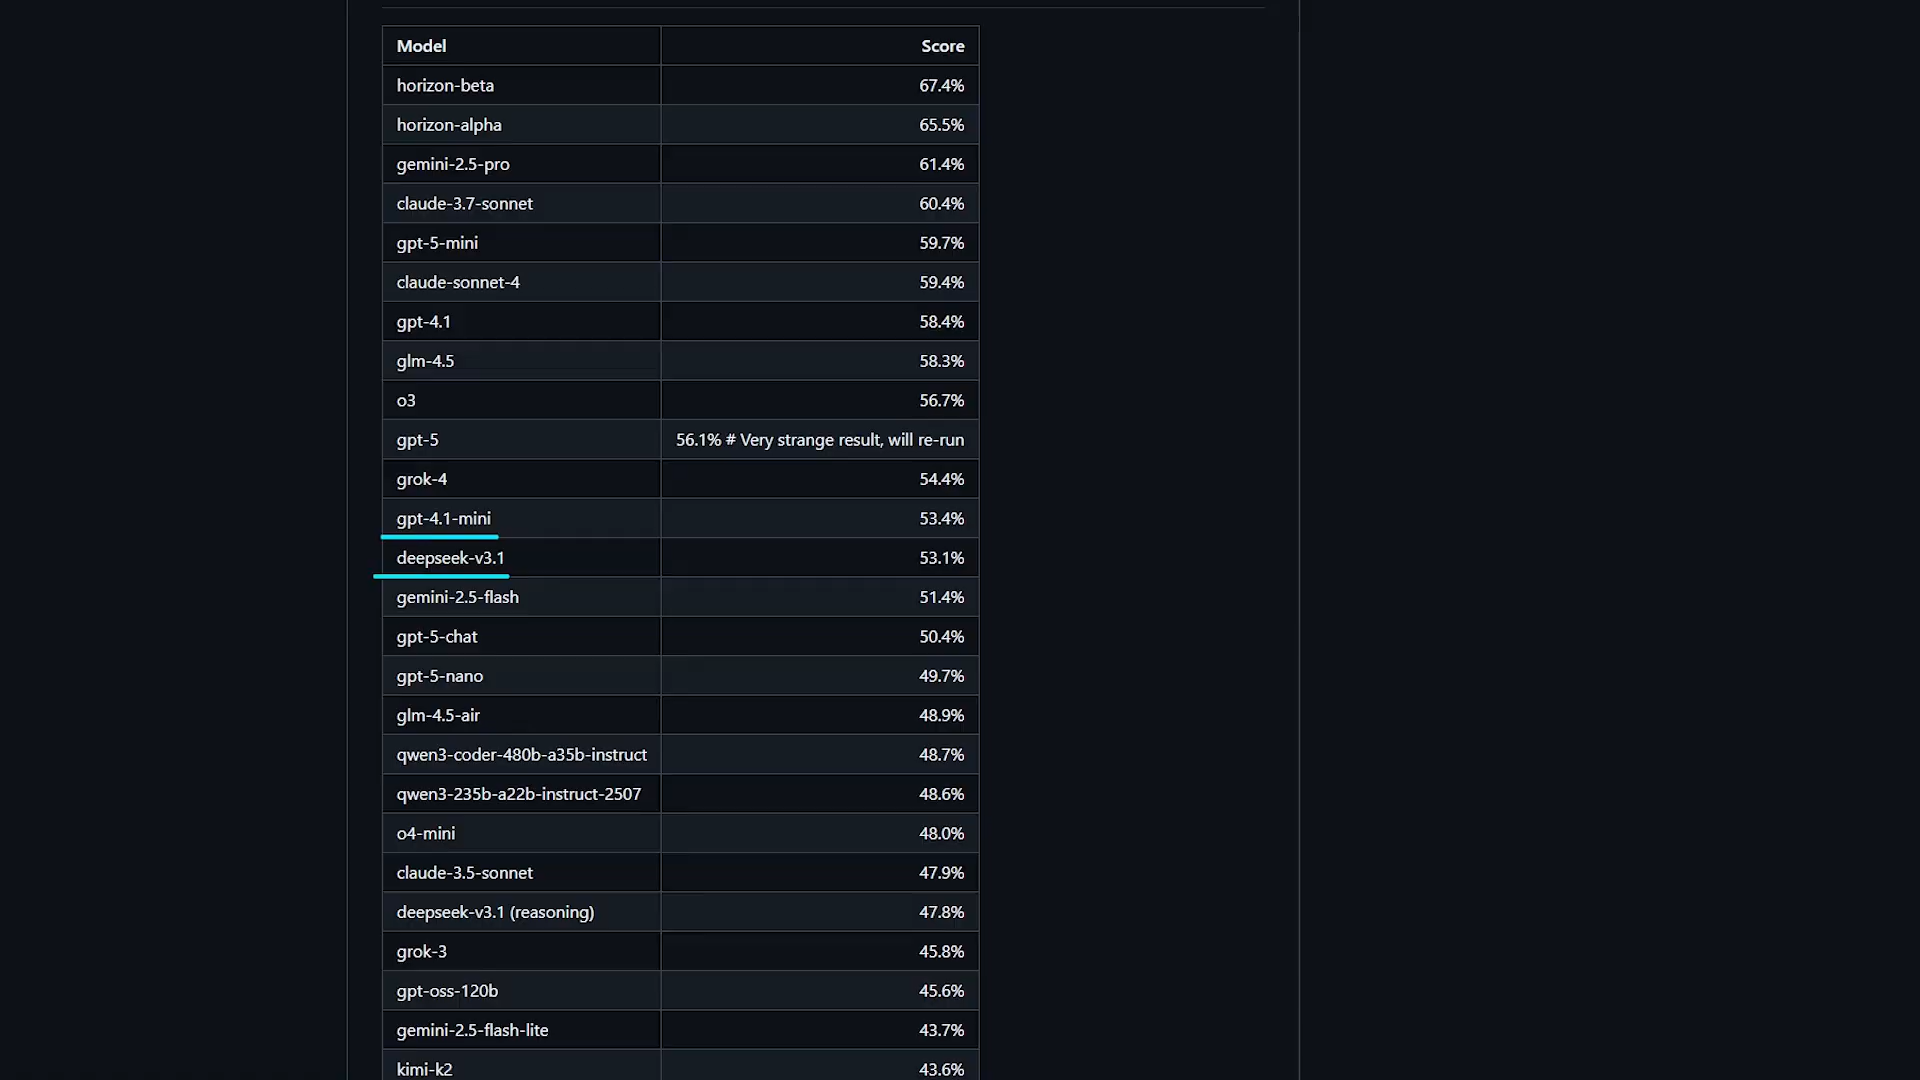 Model Score
horizon-beta 67.4%
horizon-alpha 65.5%
gemini-2.5-pro 61.4%
claude-3.7-sonnet 60.4%
gpt-5-mini 59.7%
claude-sonnet-4 59.4%
gpt-4.1 58.4%
glm-4.5 58.3%
o3 56.7%
gpt-5 56.1% # Very strange result, will re-run
grok-4 54.4%
gpt-4.1-mini 53.4%
deepseek-v3.1 53.1%
gemini-2.5-flash 51.4%
gpt-5-chat 50.4%
gpt-5-nano 49.7%
glm-4.5-air 48.9%
qwen3-coder-480b-a35b-instruct 48.7%
qwen3-235b-a22b-instruct-2507 48.6%
o4-mini 48.0%
claude-3.5-sonnet 47.9%
deepseek-v3.1 (reasoning) 47.8%
grok-3 45.8%
gpt-oss-120b 45.6%
gemini-2.5-flash-lite 43.7%
kimi-k2 43.6%